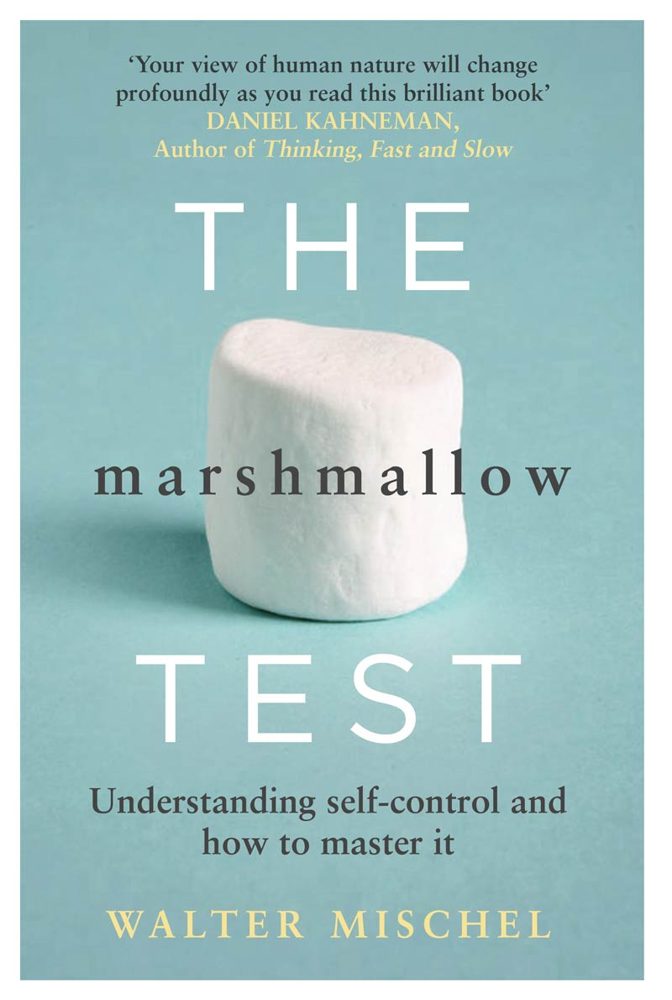 ‘Your view of human nature will change
profoundly as you read this brilliant book’
DANIEL KAHNEMAN,
Author of Thinking, Fast and Slow
THE
marshmallow
TEST
Understanding self-control and
how to master it
WALTER MISCHEL